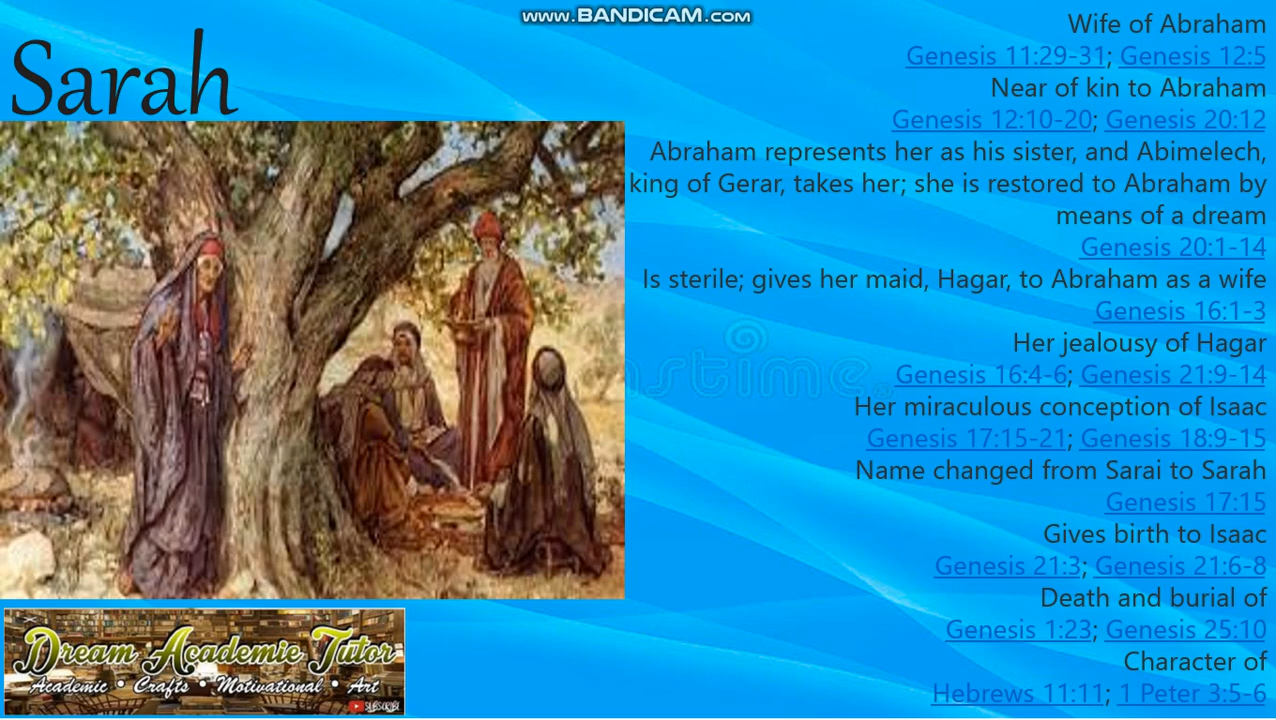 www.BANDICAM.com
Sarah
Wife of Abraham
Genesis 11:29-31; Genesis 12:5
Near of kin to Abraham
Genesis 12:10-20; Genesis 20:12
Abraham represents her as his sister, and Abimelech,
king of Gerar, takes her; she is restored to Abraham by
means of a dream
Genesis 20:1-14
Is sterile; gives her maid, Hagar, to Abraham as a wife
Genesis 16:1-3
Her jealousy of Hagar
Genesis 16:4-6; Genesis 21:9-14
Her miraculous conception of Isaac
Genesis 17:15-21; Genesis 18:9-15
Name changed from Sarai to Sarah
Genesis 17:15
Gives birth to Isaac
Genesis 21:3; Genesis 21:6-8
Death and burial of
Genesis 1:23; Genesis 25:10
Character of
Hebrews 11:11; 1 Peter 3:5-6
Dream Academic Tutor
Academic • Crafts • Motivational • Art
SUBSCRIBE